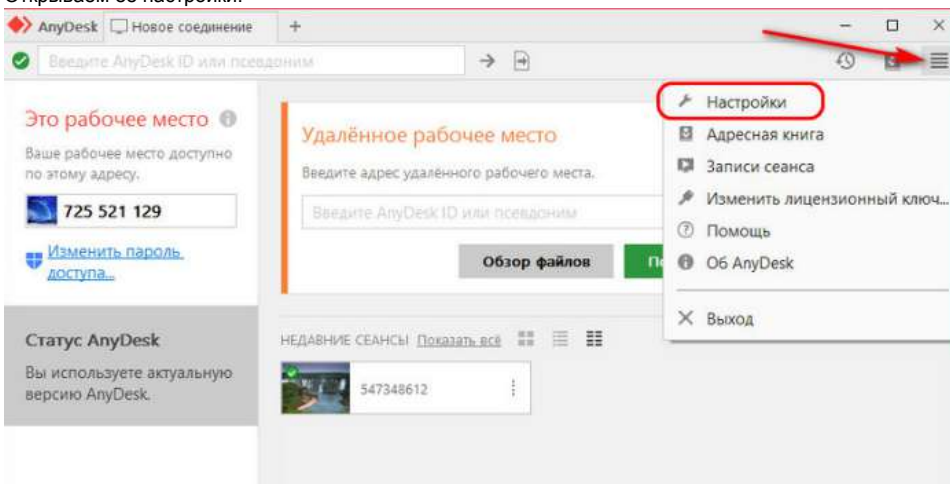 AnyDesk Новое соединение +
Введите AnyDesk ID или псевдоним
Это рабочее место
Ваше рабочее место доступно
по этому адресу.
725 521 129
Изменить пароль
доступа...
Статус AnyDesk
Вы используете актуальную
версию AnyDesk.
Удалённое рабочее место
Введите адрес удалённого рабочего места.
Введите AnyDesk ID или псевдоним
Обзор файлов
НЕДАВНИЕ СЕАНСЫ Показать всё
547348612
Настройки
Адресная книга
Записи сеанса
Изменить лицензионный ключ...
Помощь
Об AnyDesk
Выход